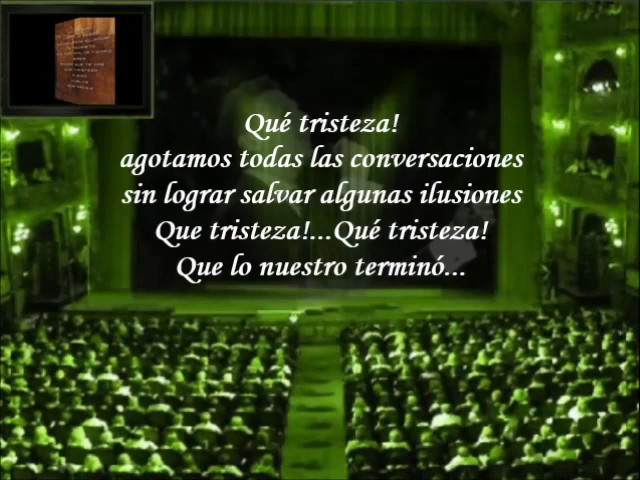 Qué tristeza!
agotamos todas las conversaciones
sin lograr salvar algunas ilusiones
Que tristeza!...Qué tristeza!
Que lo nuestro terminó...